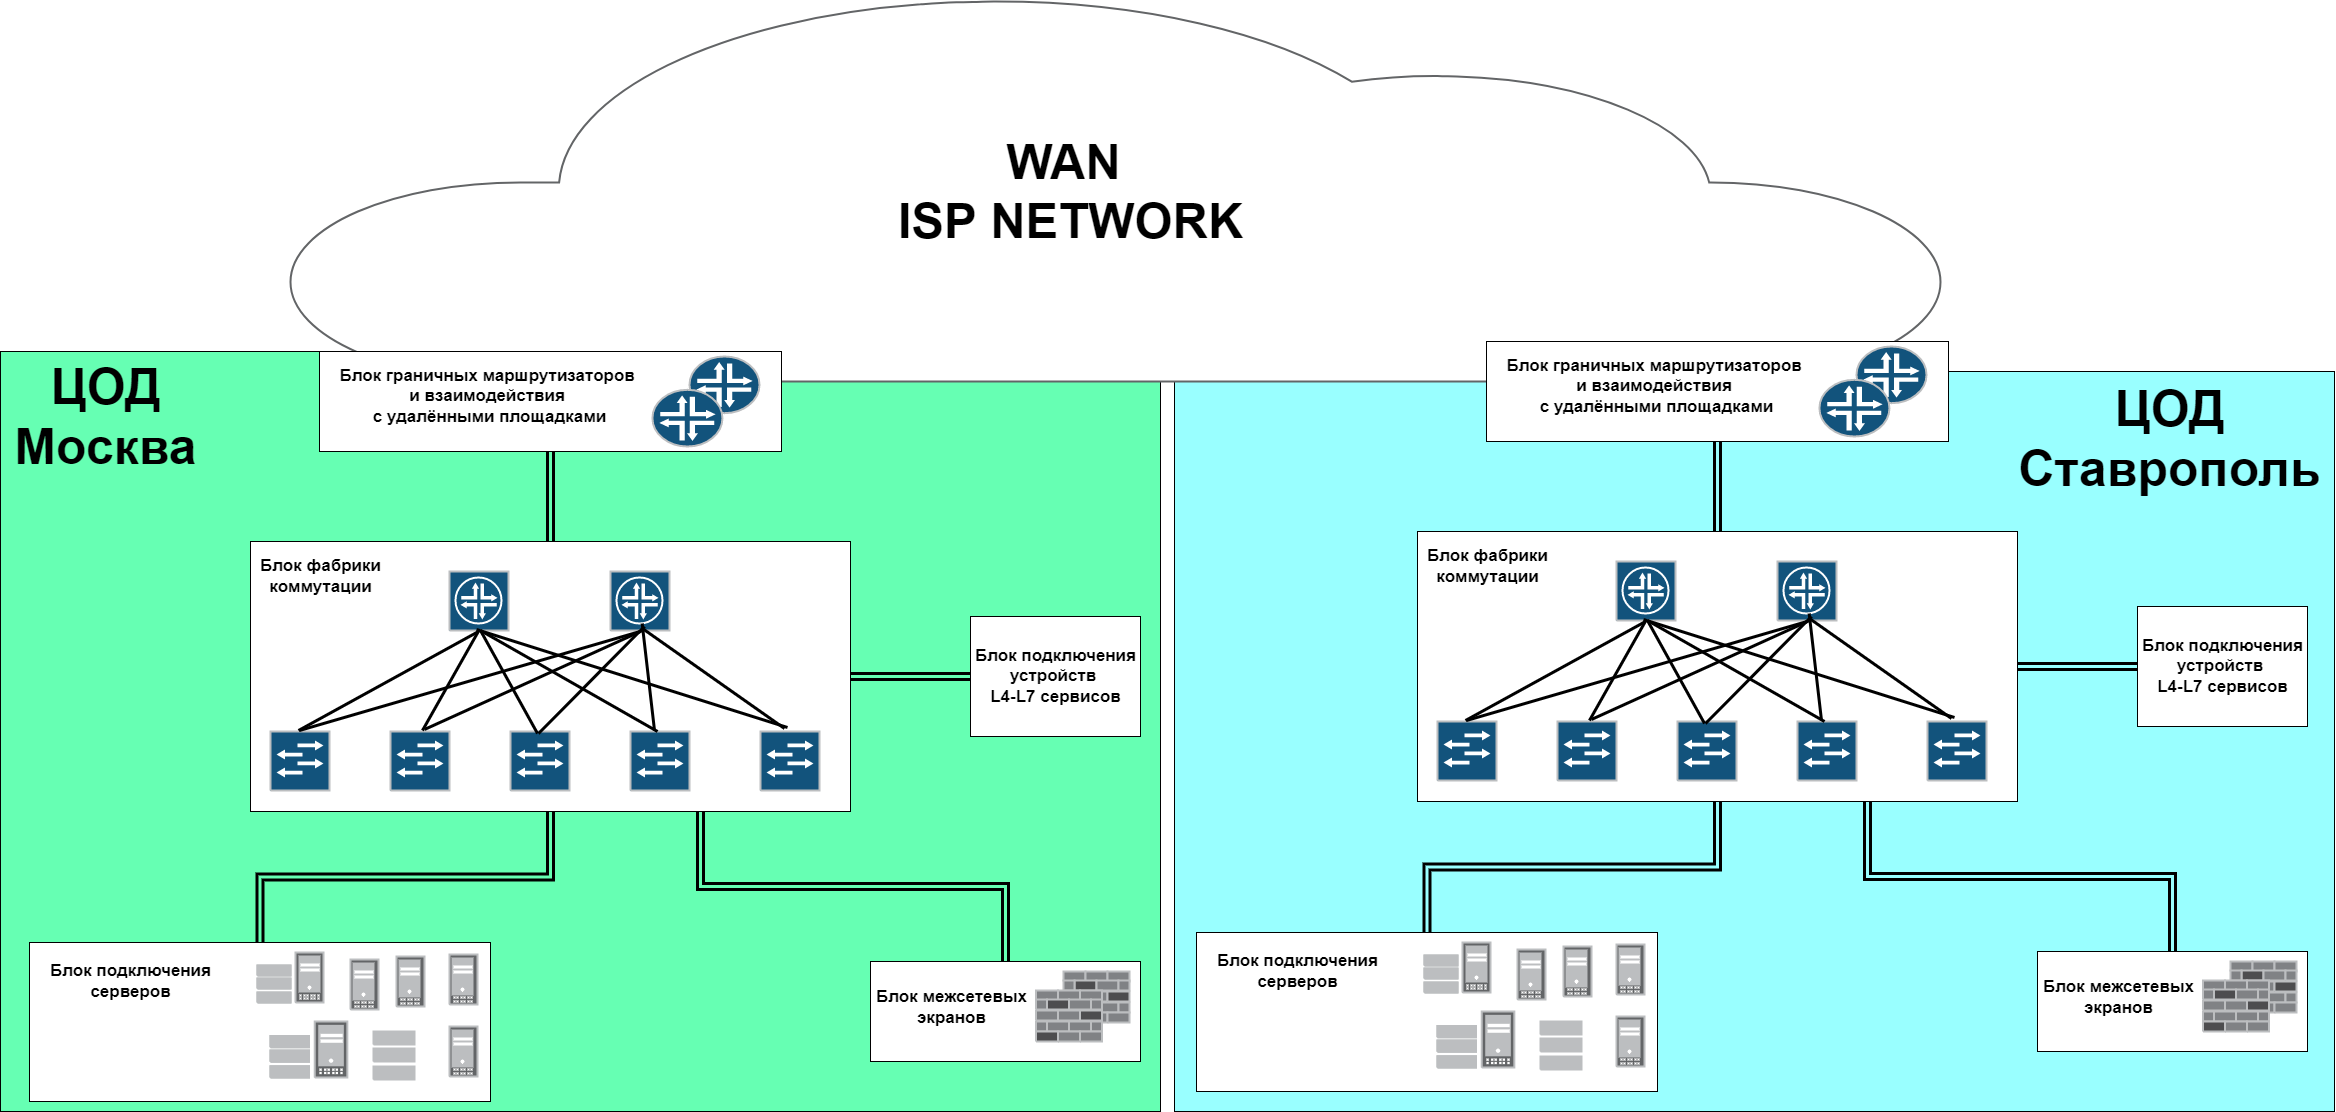 WAN
ISP NETWORK
ЦОД
Москва
Блок граничных маршрутизаторов
и взаимодействия
с удалёнными площадками
Блок фабрики
коммутации
Блок подключения
устройств
L4-L7 сервисов
Блок подключения
серверов
Блок межсетевых
экранов
ЦОД
Ставрополь
Блок граничных маршрутизаторов
и взаимодействия
с удалёнными площадками
Блок фабрики
коммутации
Блок подключения
устройств
L4-L7 сервисов
Блок подключения
серверов
Блок межсетевых
экранов